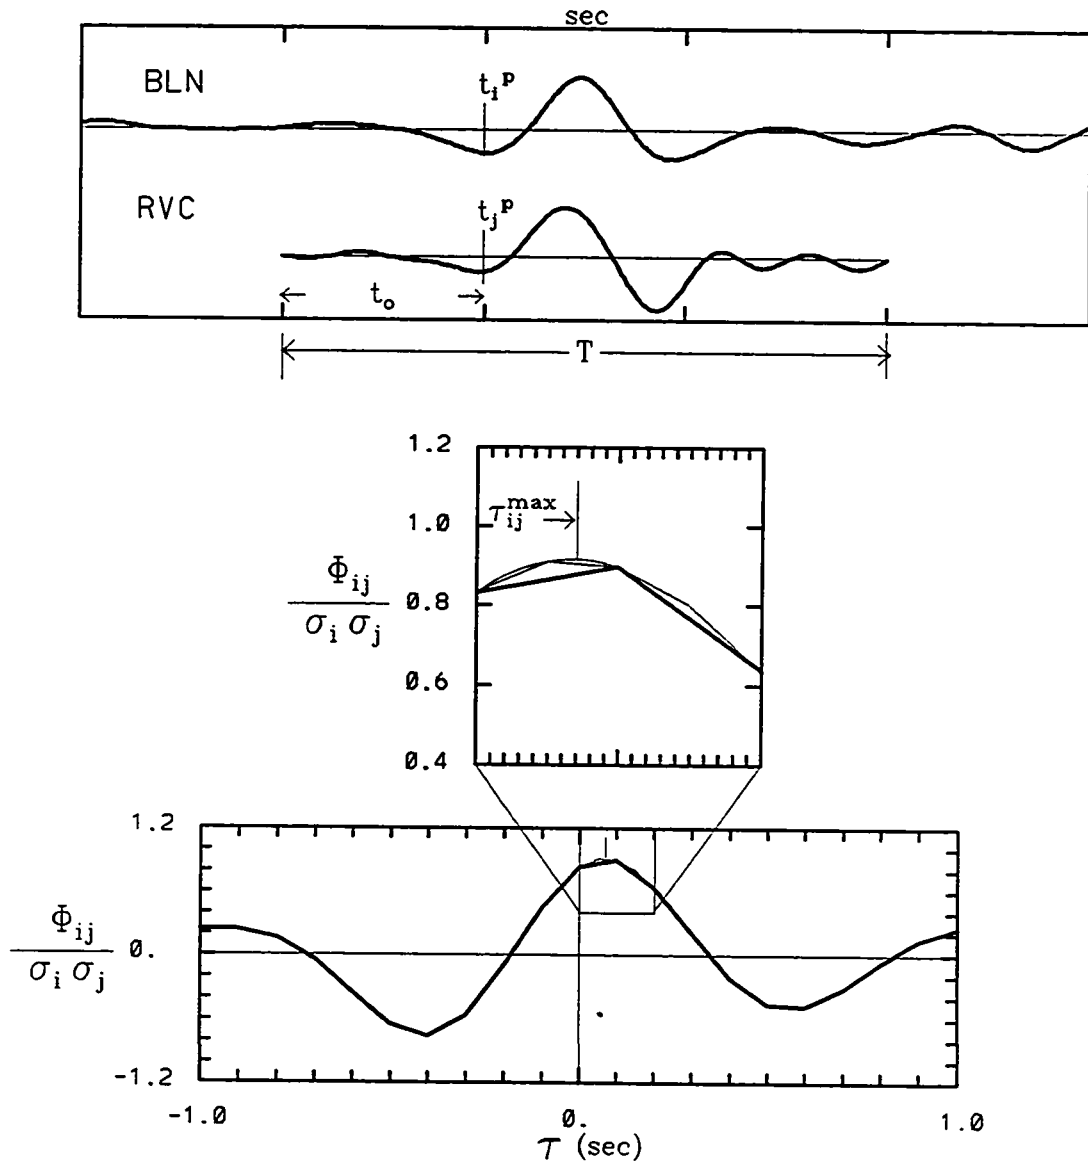 sec
BLN
t_i^p
RVC
t_j^p
t_o
T
1.2
τ_ij^max
1.0
Φ_ij
σ_i σ_j
0.8
0.6
0.4
1.2
Φ_ij
σ_i σ_j
0.
-1.2
-1.0
0.
1.0
τ (sec)